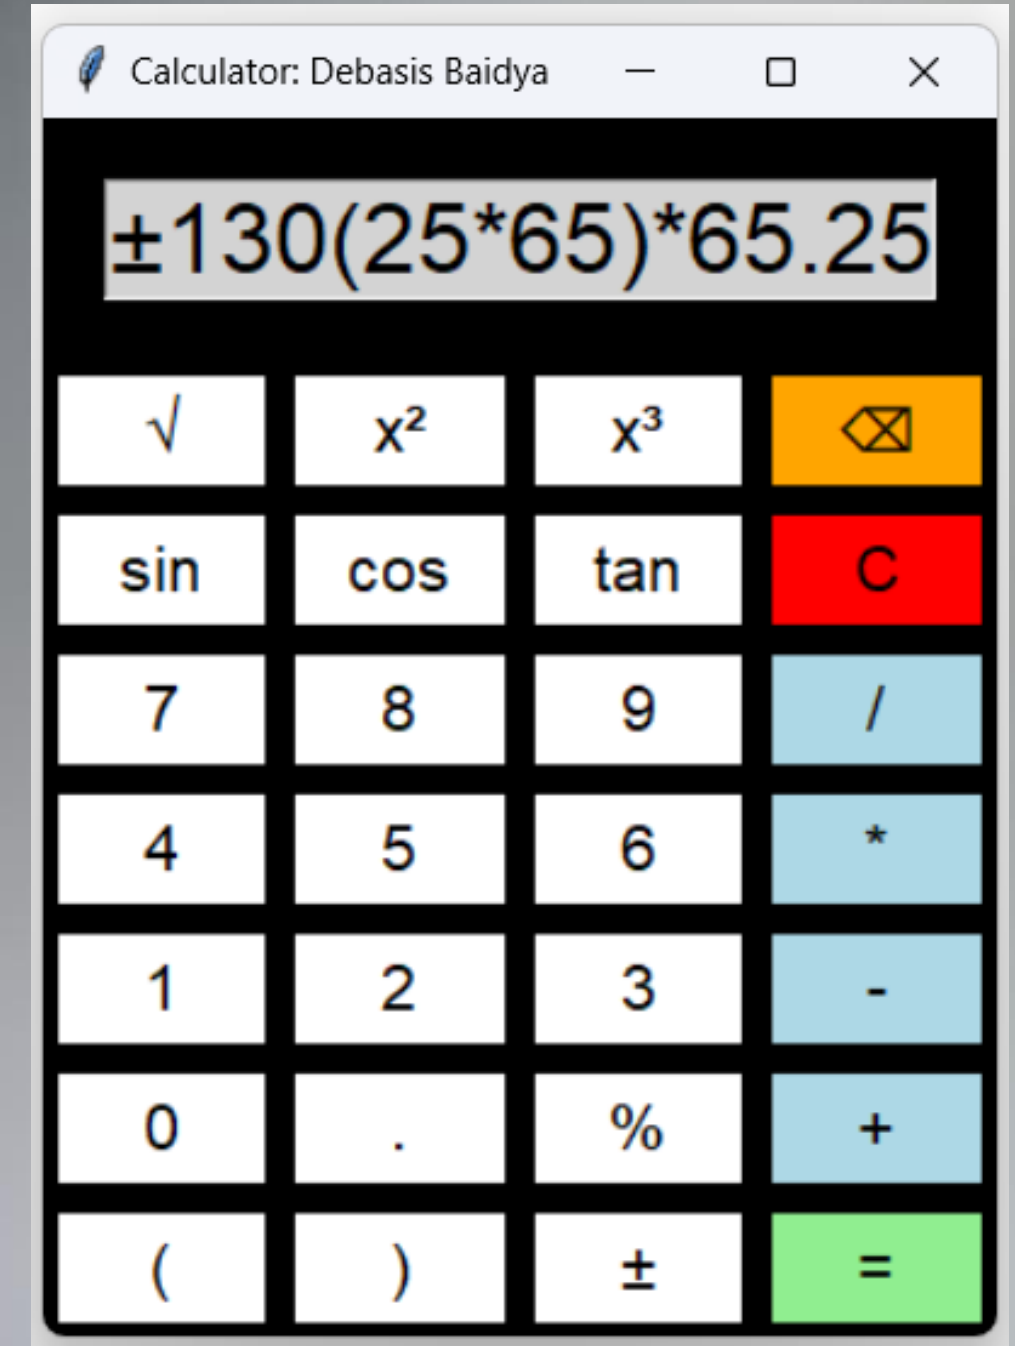 Calculator: Debasis Baidya
±130(25*65)*65.25
√ x² x³ ⌫
sin cos tan C
7 8 9 /
4 5 6 *
1 2 3 -
0 . % +
( ) ± =